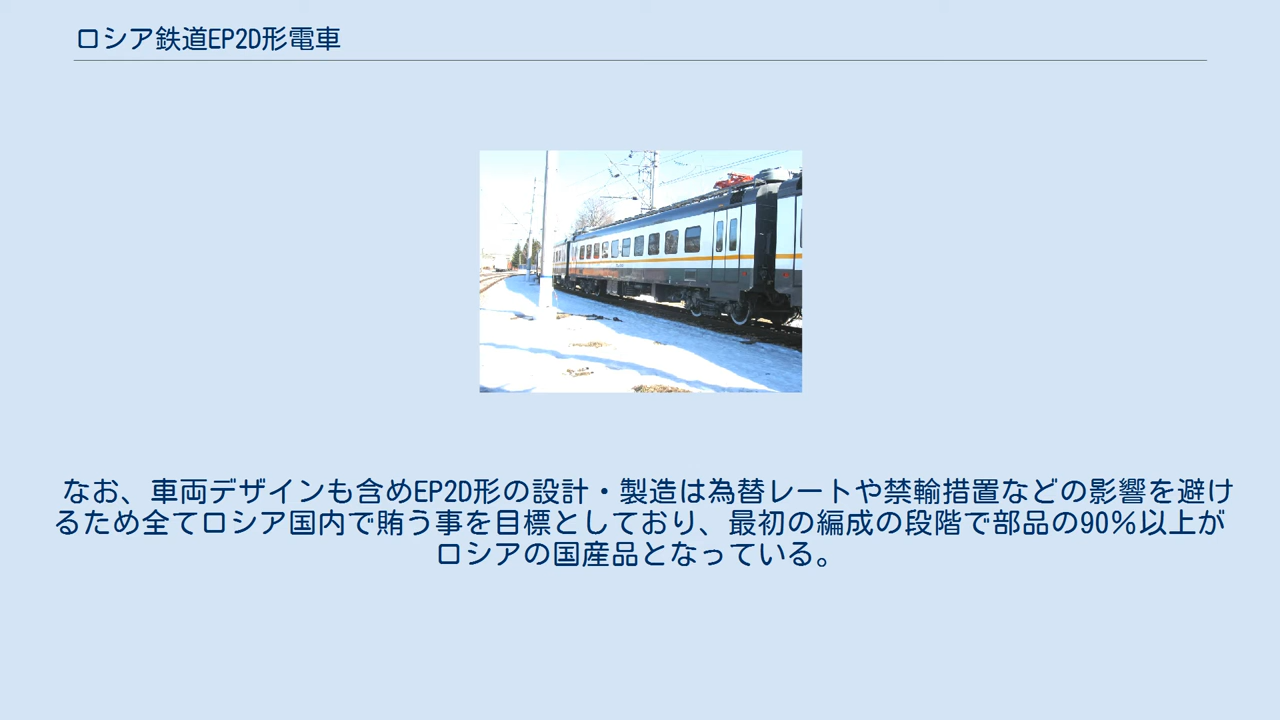 ロシア鉄道EP2D形電車
なお、車両デザインも含めEP2D形の設計・製造は為替レートや禁輸措置などの影響を避け
るため全てロシア国内で賄う事を目標としており、最初の編成の段階で部品の90％以上が
ロシアの国産品となっている。